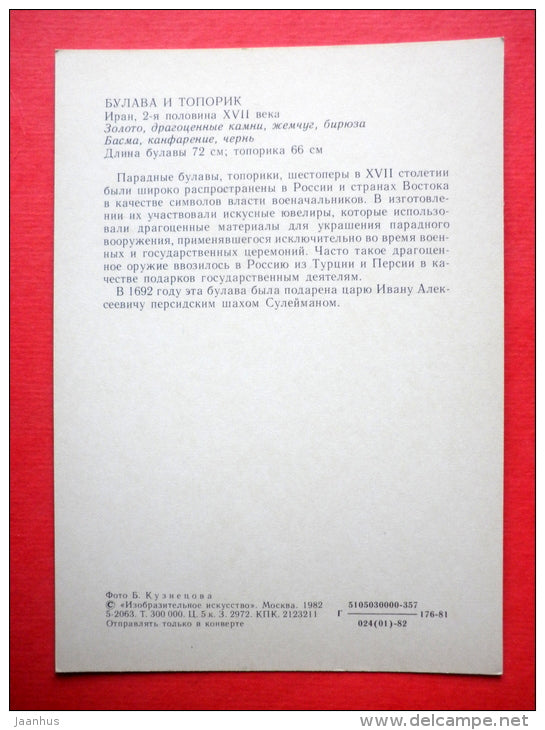 БУЛАВА И ТОПОРИК
Иран, 2-я половина XVII века
Золото, драгоценные камни, жемчуг, бирюза
Басма, канфарение, чернь
Длина булавы 72 см; топорика 66 см
Парадные булавы, топорики, шестоперы в XVII столетии
были широко распространены в России и странах Востока
в качестве символов власти военачальников. В изготовле-
нии их участвовали искусные ювелиры, которые использо-
вали драгоценные материалы для украшения парадного
вооружения, применявшегося исключительно во время воен-
ных и государственных церемоний. Часто такое драгоцен-
ное оружие ввозилось в Россию из Турции и Персии в ка-
честве подарков государственным деятелям.
В 1692 году эта булава была подарена царю Ивану Алек-
сеевичу персидским шахом Сулейманом.
Фото Б. Кузнецова
© «Изобразительное искусство». Москва. 1982
5-2063. Т. 300 000. Ц. 5 к. З. 2972. КПК. 2123211
Отправлять только в конверте
5105030000-357
Г 176-81
024(01)-82
jaanhus
www.delcampe.net